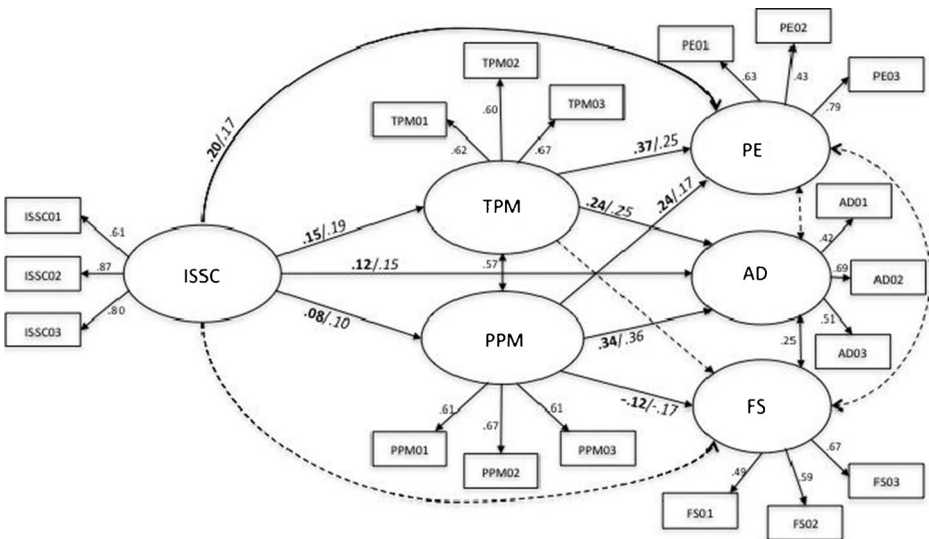 PE02
PE01
TPM02
PE03
.63
.43
TPM03
.79
TPM01
.60
.20/.17
.62
.67
.37/.25
PE
.24/.17
ISSC01
AD01
.61
.15/.19
TPM
.24/.25
.42
ISSC02
.87
ISSC
.12/.15
.57
AD
.69
AD02
.80
ISSC03
.08/.10
.51
PPM
.34/.36
.25
AD03
-.12/-.17
FS
.61
.61
.67
PPM01
.67
PPM03
PPM02
.49
.59
FS03
FS01
FS02